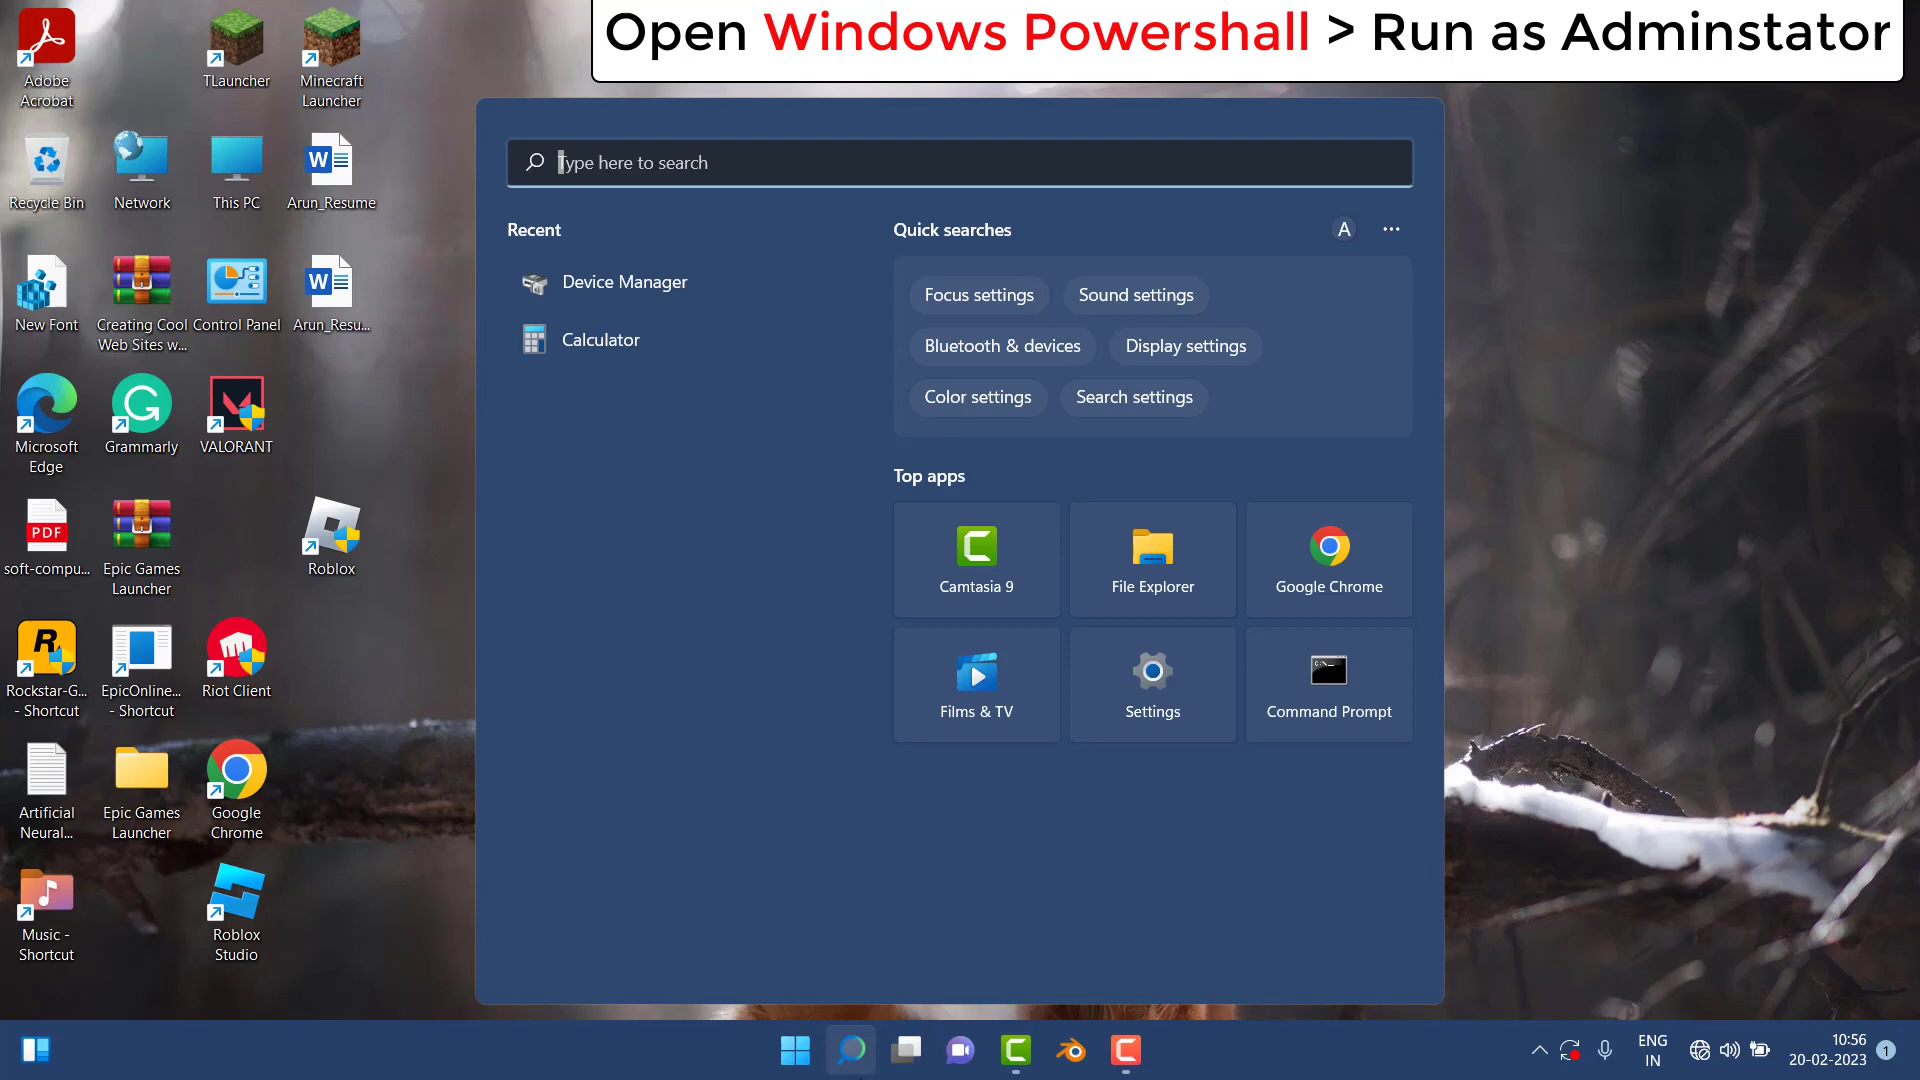 Open Windows Powershall > Run as Adminstator
Adobe
Acrobat
TLauncher
Minecraft
Launcher
Recycle Bin
Network
This PC
Arun_Resume
New Font
Creating Cool
Web Sites w...
Control Panel
Arun_Resu...
Microsoft
Edge
Grammarly
VALORANT
PDF
soft-compu...
Epic Games
Launcher
Roblox
Rockstar-G...
- Shortcut
EpicOnline...
- Shortcut
Riot Client
Artificial
Neural...
Epic Games
Launcher
Google
Chrome
Music -
Shortcut
Roblox
Studio
Type here to search
Recent
Device Manager
Calculator
Quick searches
A
Focus settings
Sound settings
Bluetooth & devices
Display settings
Color settings
Search settings
Top apps
Camtasia 9
File Explorer
Google Chrome
Films & TV
Settings
Command Prompt
ENG
IN
10:56
20-02-2023
1